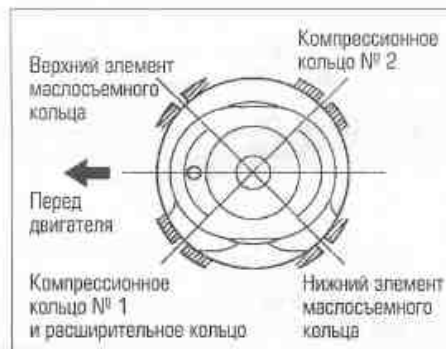 Верхний элемент
маслосъемного
кольца
Компрессионное
кольцо № 2
Перед
двигателя
Компрессионное
кольцо № 1
и расширительное кольцо
Нижний элемент
маслосъемного
кольца